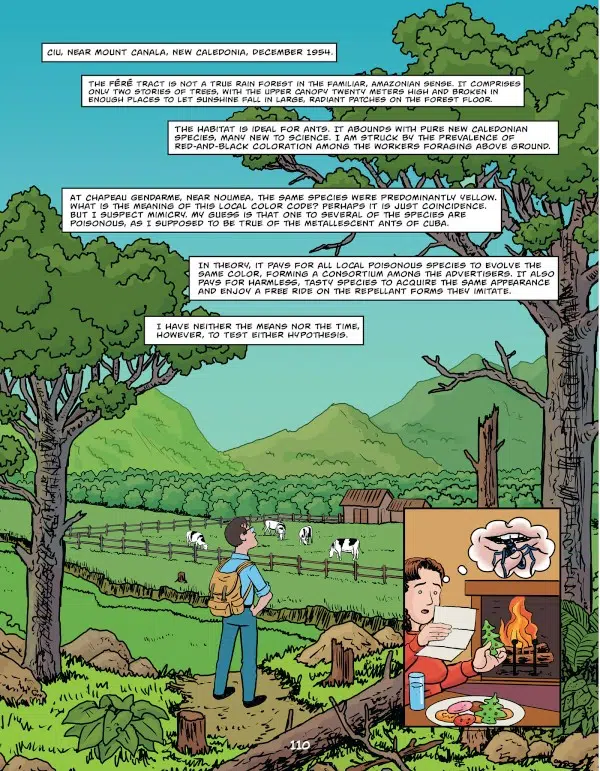 CIU, NEAR MOUNT CANALA, NEW CALEDONIA, DECEMBER 1954.
THE FÉRÉ TRACT IS NOT A TRUE RAIN FOREST IN THE FAMILIAR, AMAZONIAN SENSE. IT COMPRISES
ONLY TWO STORIES OF TREES, WITH THE UPPER CANOPY TWENTY METERS HIGH AND BROKEN IN
ENOUGH PLACES TO LET SUNSHINE FALL IN LARGE, RADIANT PATCHES ON THE FOREST FLOOR.
THE HABITAT IS IDEAL FOR ANTS. IT ABOUNDS WITH PURE NEW CALEDONIAN
SPECIES, MANY NEW TO SCIENCE. I AM STRUCK BY THE PREVALENCE OF
RED-AND-BLACK COLORATION AMONG THE WORKERS FORAGING ABOVE GROUND.
AT CHAPEAU GENDARME, NEAR NOUMEA, THE SAME SPECIES WERE PREDOMINANTLY YELLOW.
WHAT IS THE MEANING OF THIS LOCAL COLOR CODE? PERHAPS IT IS JUST COINCIDENCE.
BUT I SUSPECT MIMICRY. MY GUESS IS THAT ONE TO SEVERAL OF THE SPECIES ARE
POISONOUS, AS I SUPPOSED TO BE TRUE OF THE METALLESCENT ANTS OF CUBA.
IN THEORY, IT PAYS FOR ALL LOCAL POISONOUS SPECIES TO EVOLVE THE
SAME COLOR, FORMING A CONSORTIUM AMONG THE ADVERTISERS. IT ALSO
PAYS FOR HARMLESS, TASTY SPECIES TO ACQUIRE THE SAME APPEARANCE
AND ENJOY A FREE RIDE ON THE REPELLANT FORMS THEY IMITATE.
I HAVE NEITHER THE MEANS NOR THE TIME,
HOWEVER, TO TEST EITHER HYPOTHESIS.
110